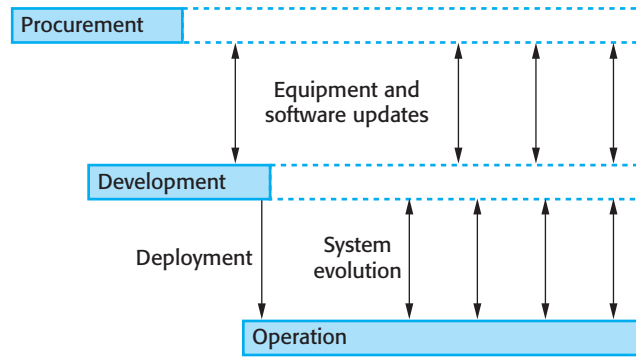 Procurement
Equipment and
software updates
Development
Deployment
System
evolution
Operation